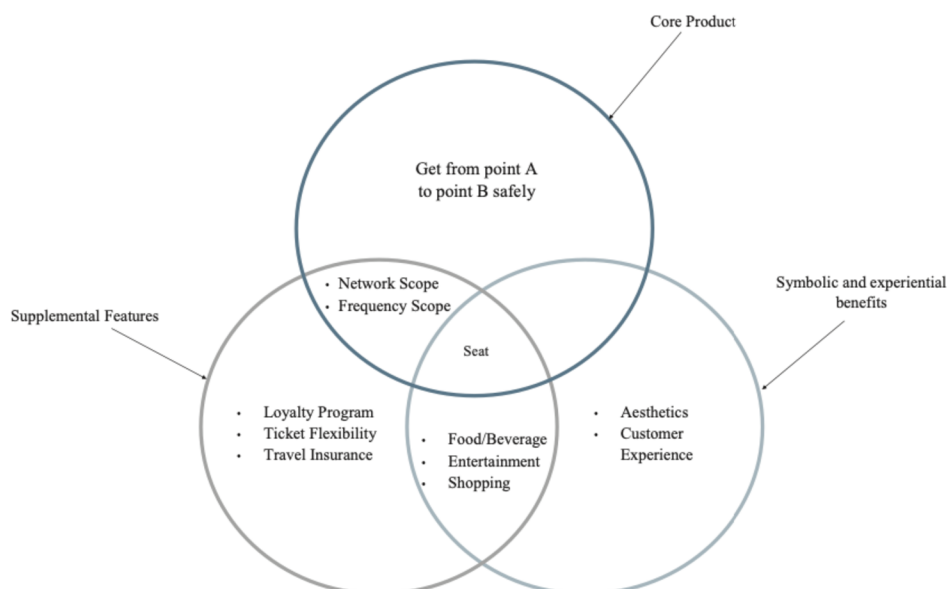 Core Product
Get from point A
to point B safely
• Network Scope
• Frequency Scope
Symbolic and experiential
benefits
Supplemental Features
Seat
• Loyalty Program
• Ticket Flexibility
• Travel Insurance
• Food/Beverage
• Entertainment
• Shopping
• Aesthetics
• Customer
Experience